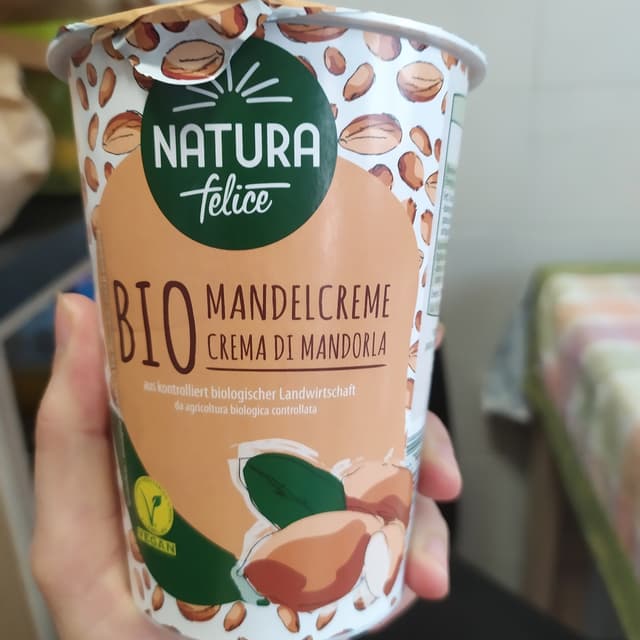 NATURA
felice
BIO
MANDELCREME
CREMA DI MANDORLA
aus kontrolliert biologischer Landwirtschaft
da agricoltura biologica controllata
VEGAN